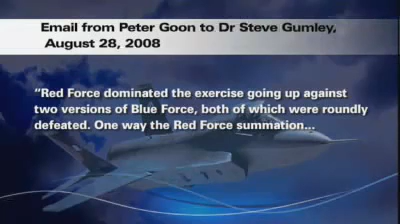 Email from Peter Goon to Dr Steve Gumley,
August 28, 2008
“Red Force dominated the exercise going up against
two versions of Blue Force, both of which were roundly
defeated. One way the Red Force summation...